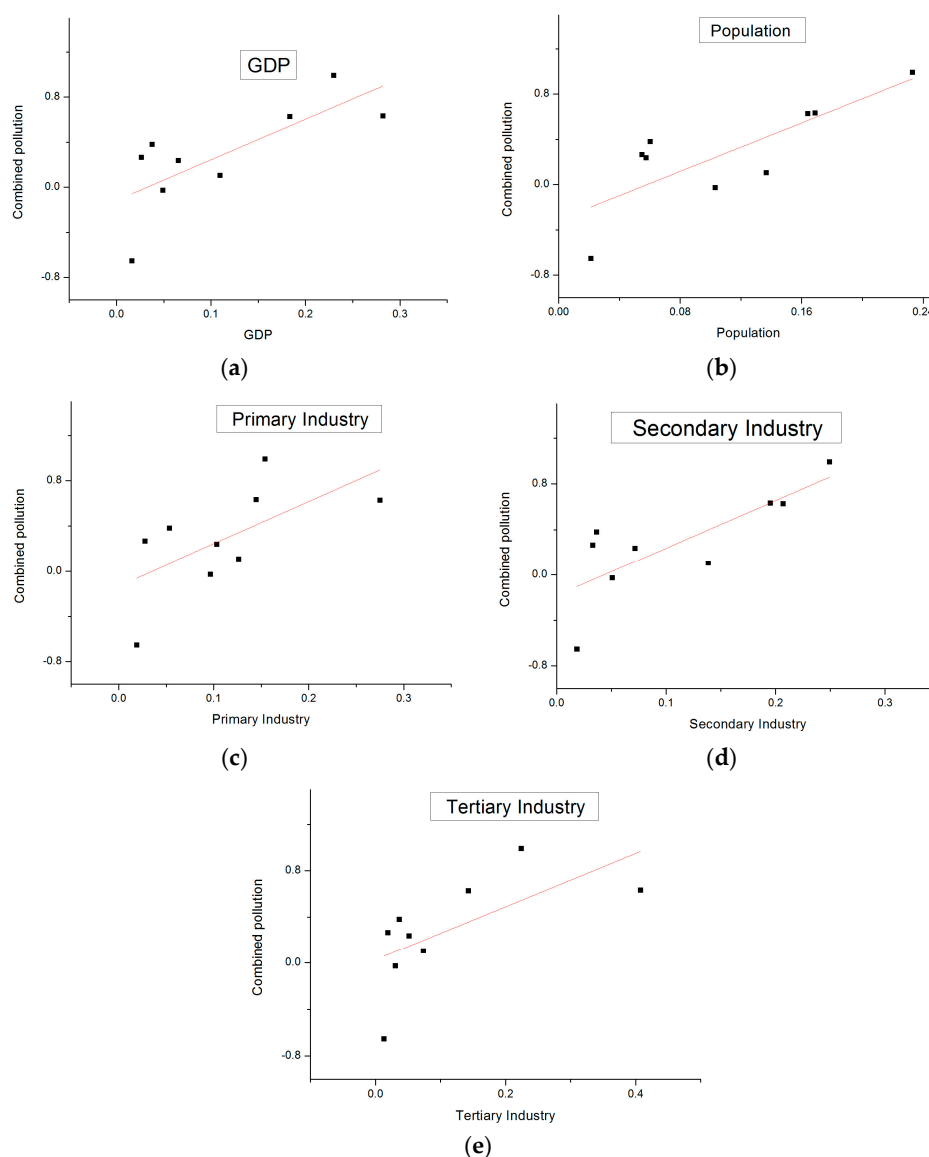 GDP
Combined pollution
0.8
0.0
-0.8
0.0 0.1 0.2 0.3
GDP
(a)
Population
Combined pollution
0.8
0.0
-0.8
0.00 0.08 0.16 0.24
Population
(b)
Primary Industry
Combined pollution
0.8
0.0
-0.8
0.0 0.1 0.2 0.3
Primary Industry
(c)
Secondary Industry
Combined pollution
0.8
0.0
-0.8
0.0 0.1 0.2 0.3
Secondary Industry
(d)
Tertiary Industry
Combined pollution
0.8
0.0
-0.8
0.0 0.2 0.4
Tertiary Industry
(e)